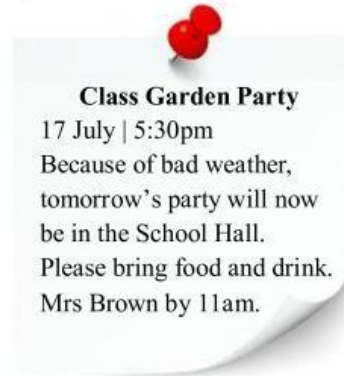 Class Garden Party
17 July | 5:30pm
Because of bad weather,
tomorrow's party will now
be in the School Hall.
Please bring food and drink.
Mrs Brown by 11am.